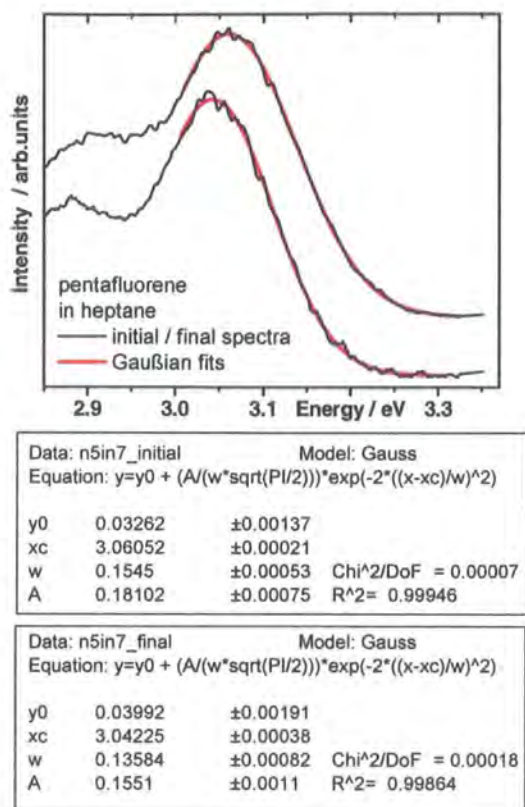 Intensity / arb.units
pentafluorene
in heptane
initial / final spectra
Gaußian fits
2.9 3.0 3.1 Energy / eV 3.3
Data: n5in7_initial Model: Gauss
Equation: y=y0 + (A/(w*sqrt(PI/2)))*exp(-2*((x-xc)/w)^2)
y0 0.03262 ±0.00137
xc 3.06052 ±0.00021
w 0.1545 ±0.00053 Chi^2/DoF = 0.00007
A 0.18102 ±0.00075 R^2= 0.99946
Data: n5in7_final Model: Gauss
Equation: y=y0 + (A/(w*sqrt(PI/2)))*exp(-2*((x-xc)/w)^2)
y0 0.03992 ±0.00191
xc 3.04225 ±0.00038
w 0.13584 ±0.00082 Chi^2/DoF = 0.00018
A 0.1551 ±0.0011 R^2= 0.99864